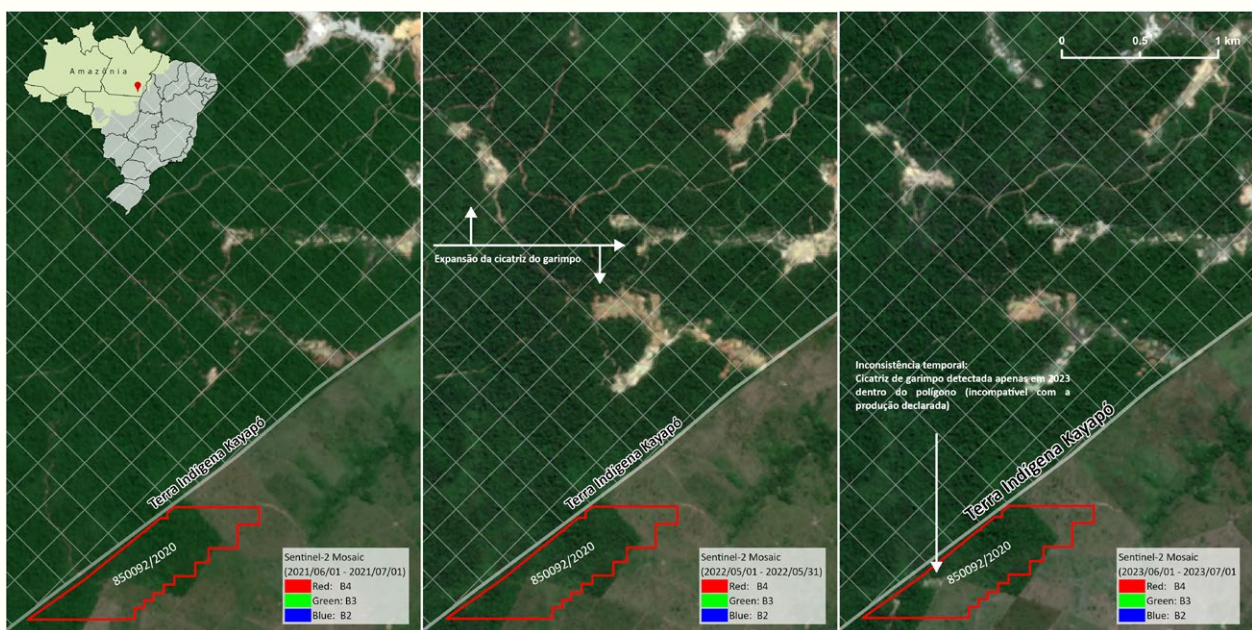 Amazônia
Terra Indígena Kayapó
850092/2020
Sentinel-2 Mosaic
(2021/06/01 - 2021/07/01)
Red: B4
Green: B3
Blue: B2
Expansão da cicatriz do garimpo
Terra Indígena Kayapó
850092/2020
Sentinel-2 Mosaic
(2022/05/01 - 2022/05/31)
Red: B4
Green: B3
Blue: B2
0 0.5 1 km
Inconsistência temporal:
Cicatriz de garimpo detectada apenas em 2023
dentro do polígono (incompatível com a
produção declarada)
Terra Indígena Kayapó
850092/2020
Sentinel-2 Mosaic
(2023/06/01 - 2023/07/01)
Red: B4
Green: B3
Blue: B2